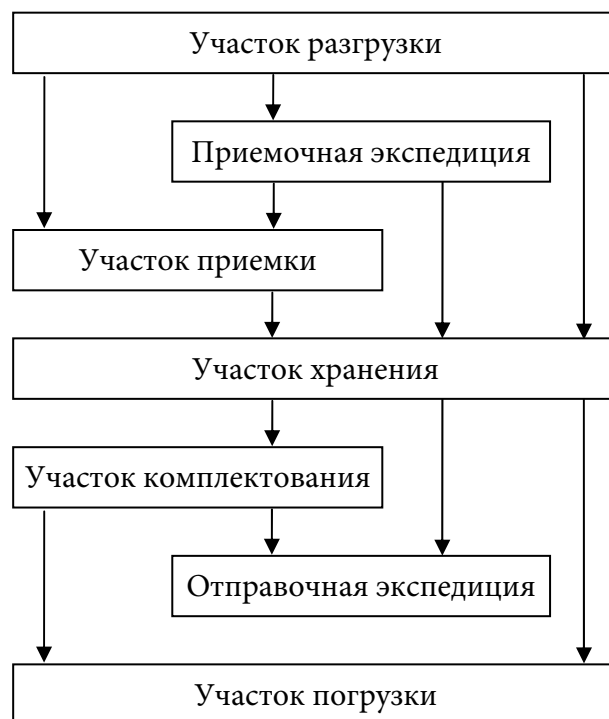 Участок разгрузки
Приемочная экспедиция
Участок приемки
Участок хранения
Участок комплектования
Отправочная экспедиция
Участок погрузки